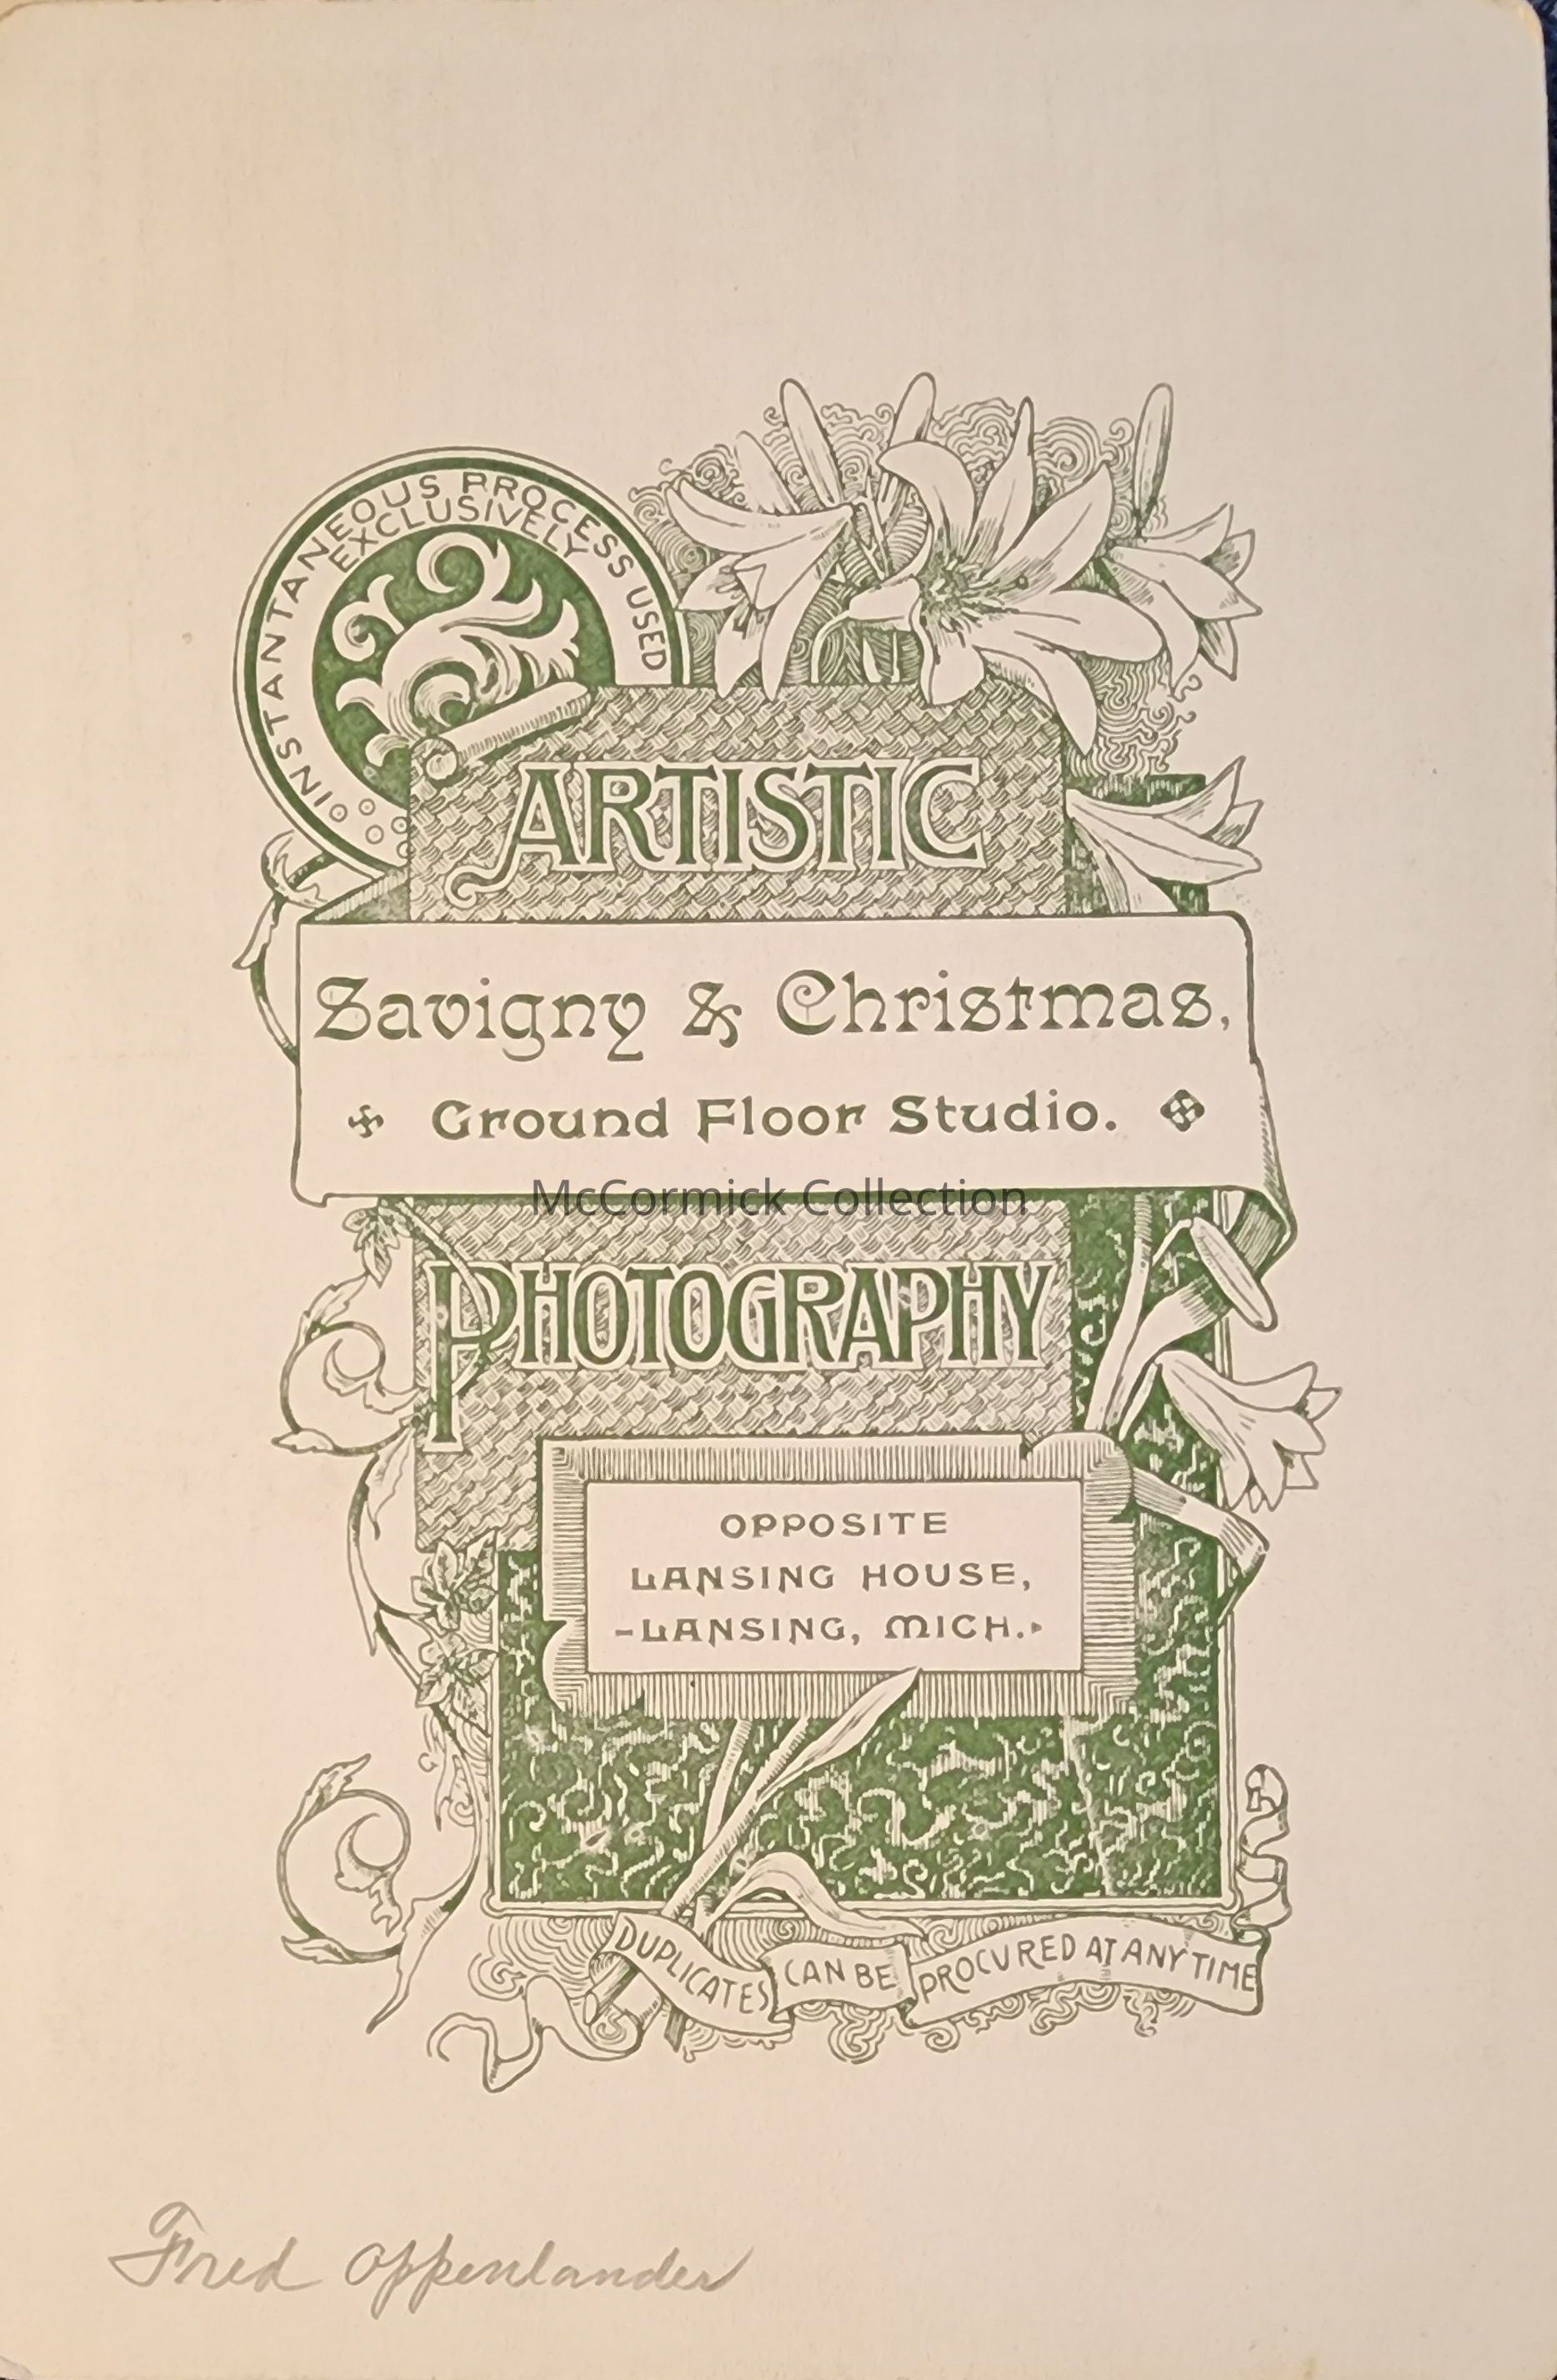 INSTANTANEOUS PROCESS USED
EXCLUSIVELY
ARTISTIC
Savigny & Christmas,
Ground Floor Studio.
McCormick Collection
PHOTOGRAPHY
OPPOSITE
LANSING HOUSE,
-LANSING, MICH.-
DUPLICATES CAN BE PROCURED AT ANY TIME
Fred Oppenlander